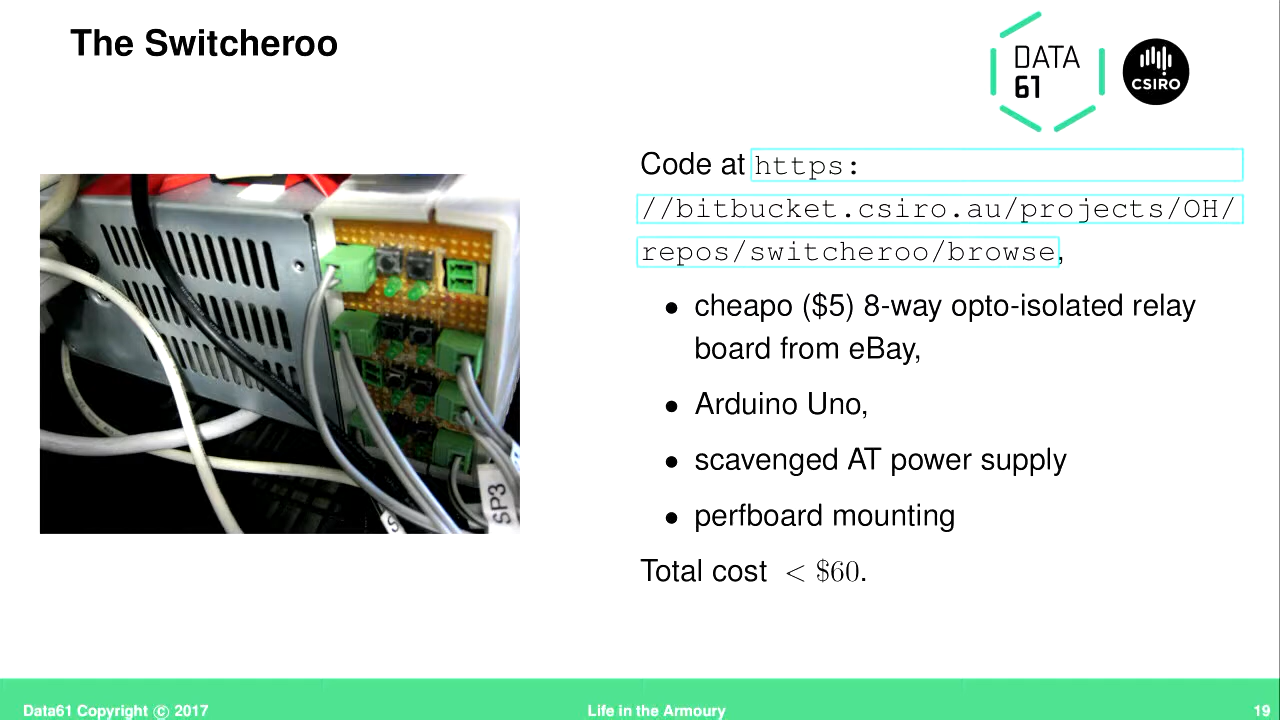 The Switcheroo
DATA
61
CSIRO
Code at https:
//bitbucket.csiro.au/projects/OH/
repos/switcheroo/browse,
• cheapo ($5) 8-way opto-isolated relay
board from eBay,
• Arduino Uno,
• scavenged AT power supply
• perfboard mounting
Total cost < $60.
SP3
Data61 Copyright © 2017
Life in the Armoury
19